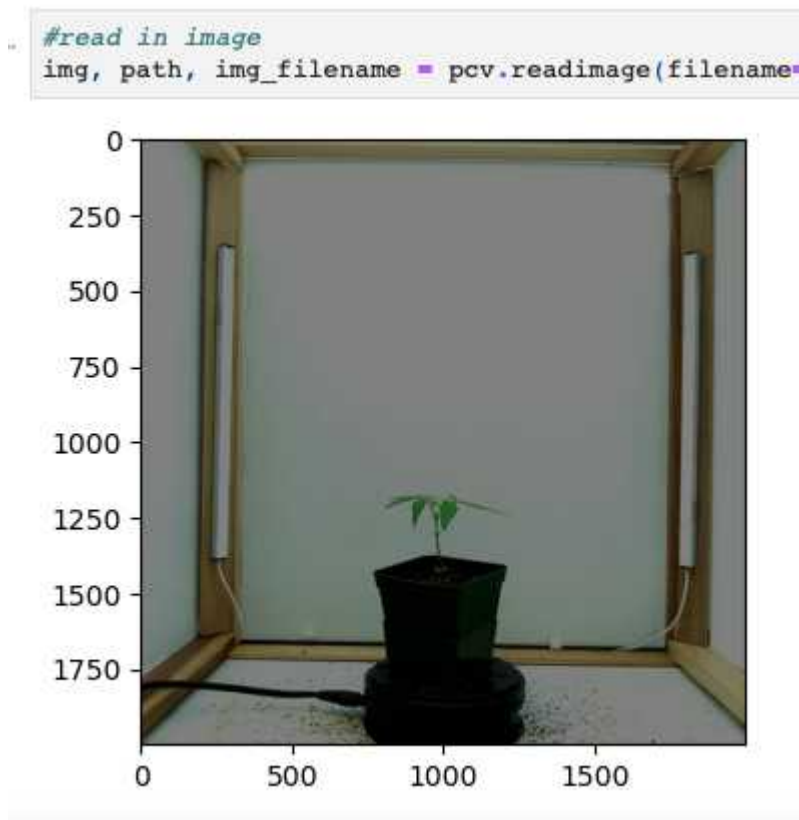 #read in image
img, path, img_filename = pcv.readimage(filename=
0
250
500
750
1000
1250
1500
1750
0 500 1000 1500